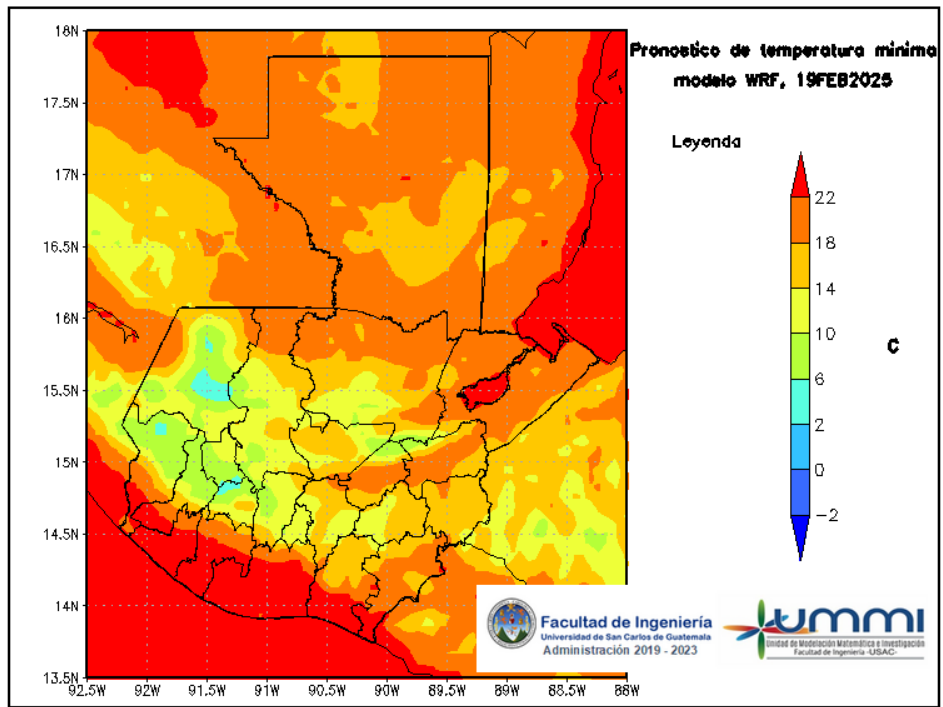 Pronostico de temperatura minima
modelo WRF, 19FEB2025
Leyenda
22
18
14
10
6
2
0
−2
C
18N
17.5N
17N
16.5N
16N
15.5N
15N
14.5N
14N
13.5N
92.5W 92W 91.5W 91W 90.5W 90W 89.5W 89W 88.5W 88W
Facultad de Ingeniería
Universidad de San Carlos de Guatemala
Administración 2019 - 2023
UMMI
Unidad de Modelación Matemática e Investigación
Facultad de Ingeniería -USAC-